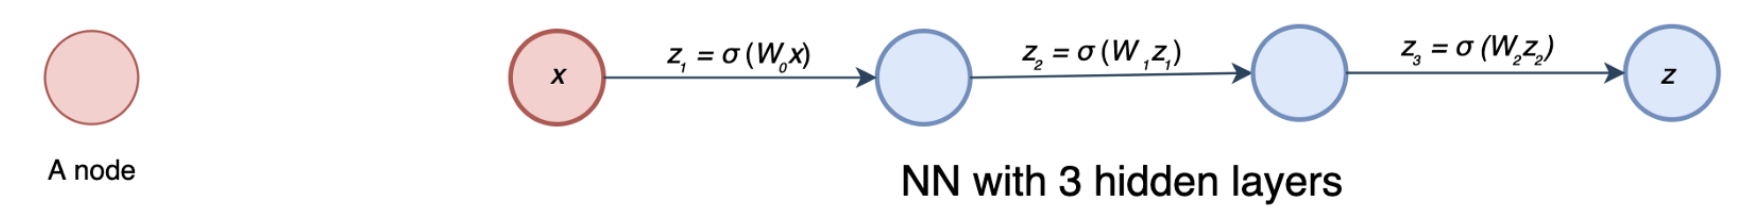 x
z₁ = σ (W₀x)
z₂ = σ (W₁z₁)
z₃ = σ (W₂z₂)
z
A node
NN with 3 hidden layers